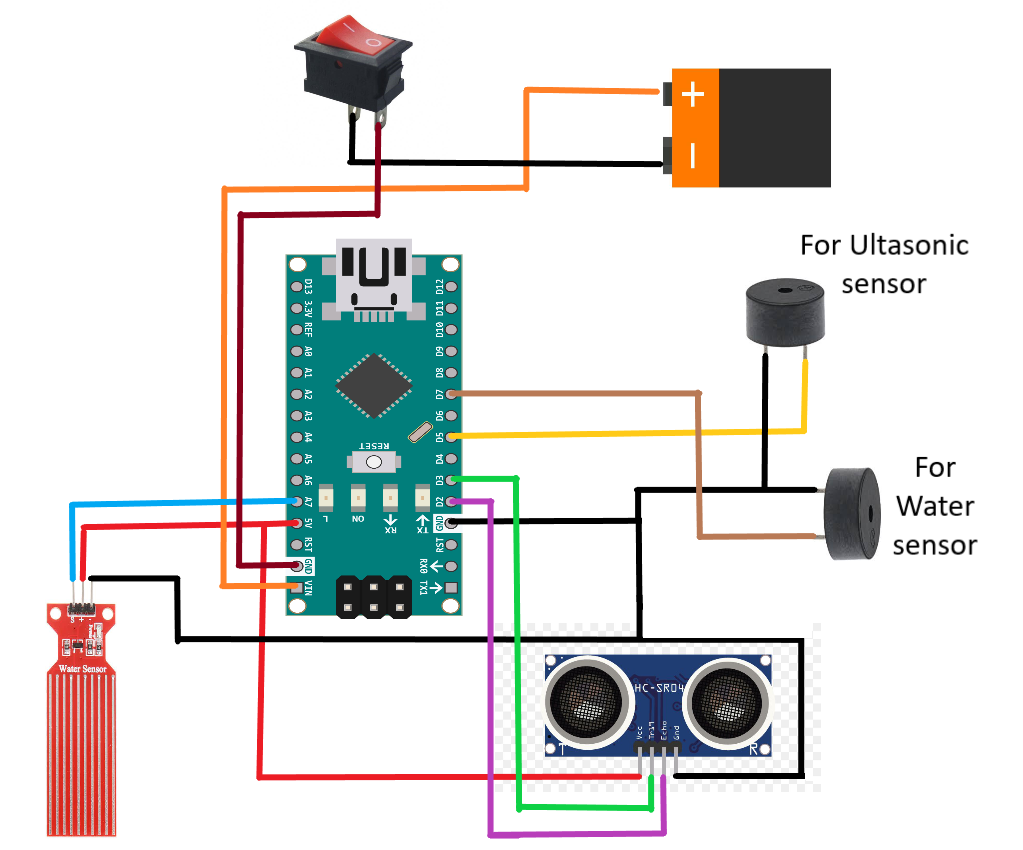 +
−
For Ultasonic
sensor
D13
3.3V
REF
A0
A1
A2
A3
A4
A5
A6
A7
5V
RST
GND
VIN
D12
D11
D10
D9
D8
D7
D6
D5
D4
D3
D2
GND
RST
RX0
TX1
RESET
L
ON
RX
TX
For
Water
sensor
S + -
Water Sensor
HC-SR04
Vcc
Trig
Echo
Gnd
T
R